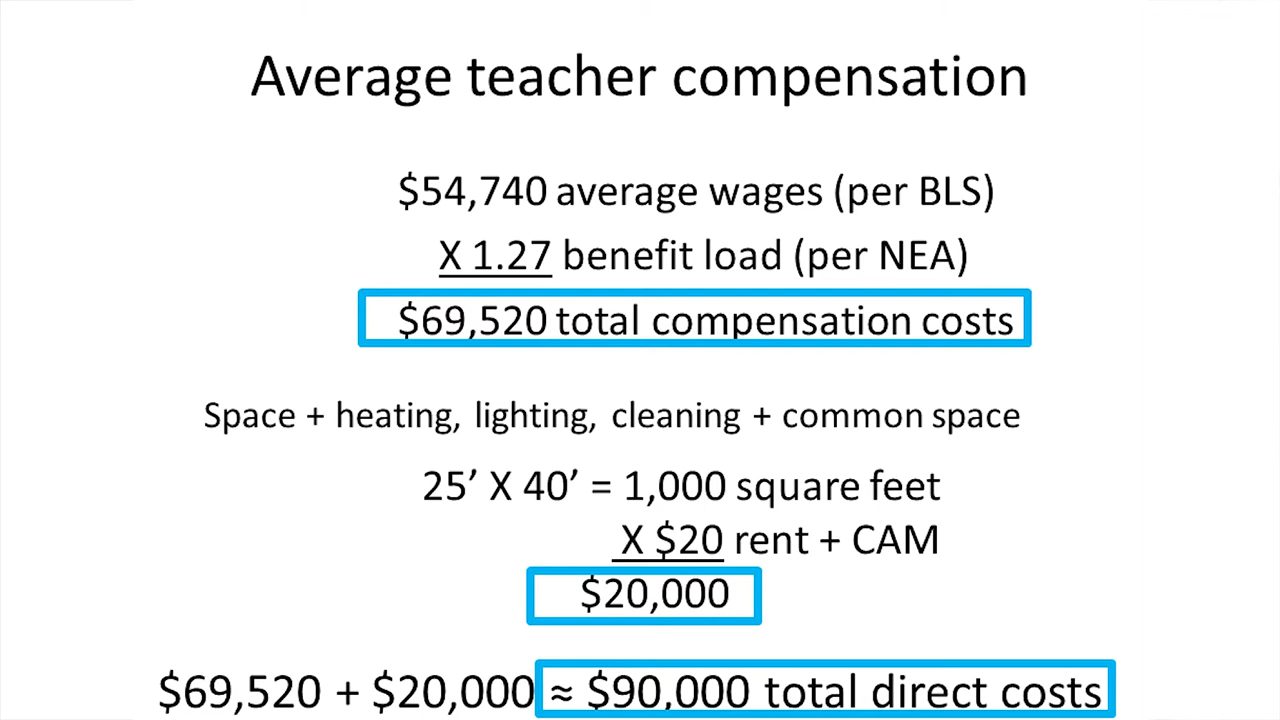 Average teacher compensation
$54,740 average wages (per BLS)
X 1.27 benefit load (per NEA)
$69,520 total compensation costs
Space + heating, lighting, cleaning + common space
25’ X 40’ = 1,000 square feet
X $20 rent + CAM
$20,000
$69,520 + $20,000 ≈ $90,000 total direct costs